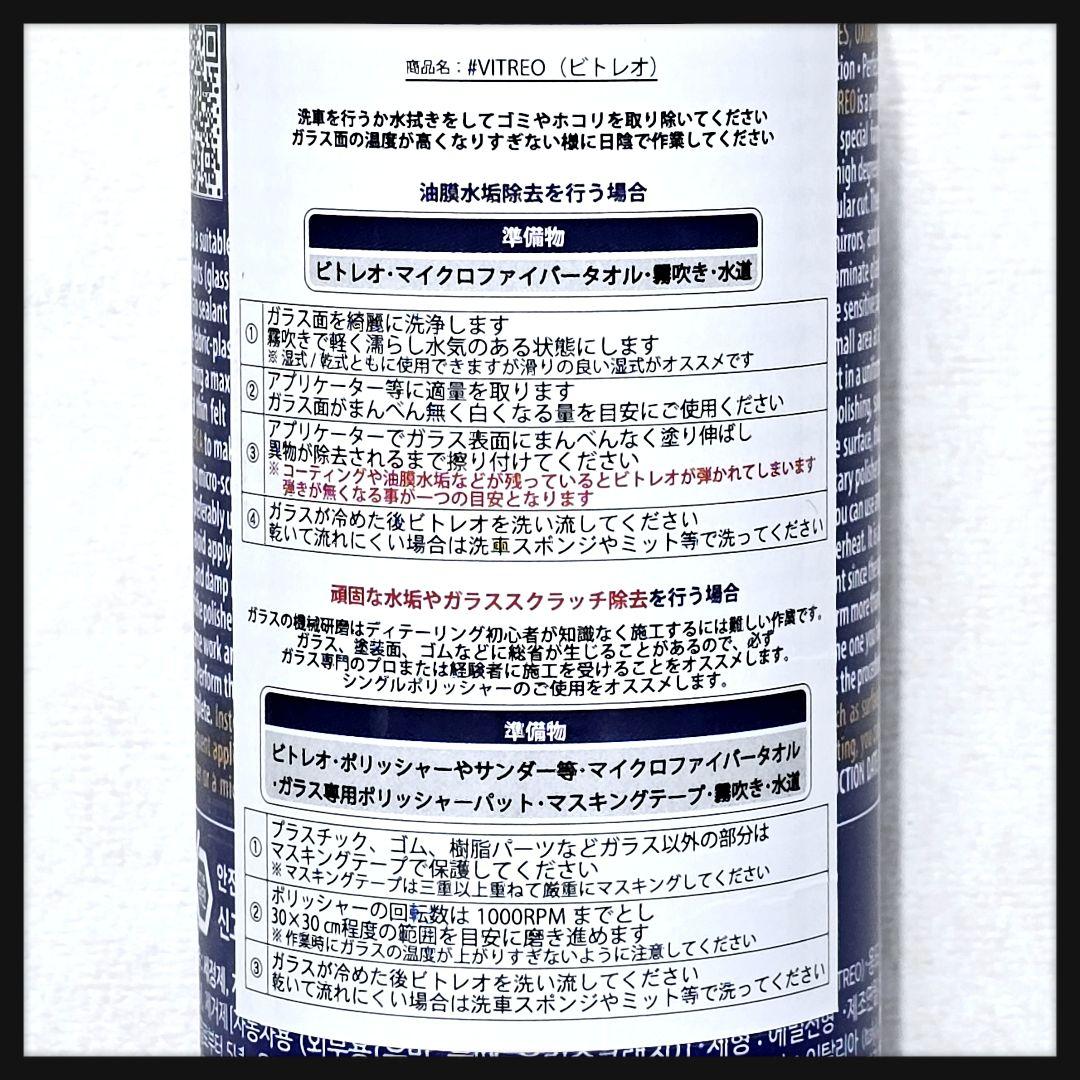 商品名：#VITREO（ビトレオ）
洗車を行うか水拭きをしてゴミやホコリを取り除いてください
ガラス面の温度が高くなりすぎない様に日陰で作業してください
油膜水垢除去を行う場合
準備物
ビトレオ・マイクロファイバータオル・霧吹き・水道
① ガラス面を綺麗に洗浄します
霧吹きで軽く濡らし水気のある状態にします
※湿式/乾式ともに使用できますが滑りの良い湿式がオススメです
② アプリケーター等に適量を取ります
ガラス面がまんべん無く白くなる量を目安にご使用ください
③ アプリケーターでガラス表面にまんべんなく塗り伸ばし
異物が除去されるまで擦り付けてください
※コーティングや油膜水垢などが残っているとビトレオが弾かれてしまいます
弾きが無くなる事が一つの目安となります
④ ガラスが冷めた後ビトレオを洗い流してください
乾いて流れにくい場合は洗車スポンジやミット等で洗ってください
頑固な水垢やガラススクラッチ除去を行う場合
ガラスの機械研磨はディテーリング初心者が知識なく施工するには難しい作業です。
ガラス、塗装面、ゴムなどに総省が生じることがあるので、必ず
ガラス専門のプロまたは経験者に施工を受けることをオススメします。
シングルポリッシャーのご使用をオススメします。
準備物
ビトレオ・ポリッシャーやサンダー等・マイクロファイバータオル
・ガラス専用ポリッシャーパット・マスキングテープ・霧吹き・水道
① プラスチック、ゴム、樹脂パーツなどガラス以外の部分は
マスキングテープで保護してください
※マスキングテープは三重以上重ねて厳重にマスキングしてください
② ポリッシャーの回転数は 1000RPM までとし
30×30 ㎝程度の範囲を目安に磨き進めます
※作業時にガラスの温度が上がりすぎないように注意してください
③ ガラスが冷めた後ビトレオを洗い流してください
乾いて流れにくい場合は洗車スポンジやミット等で洗ってください